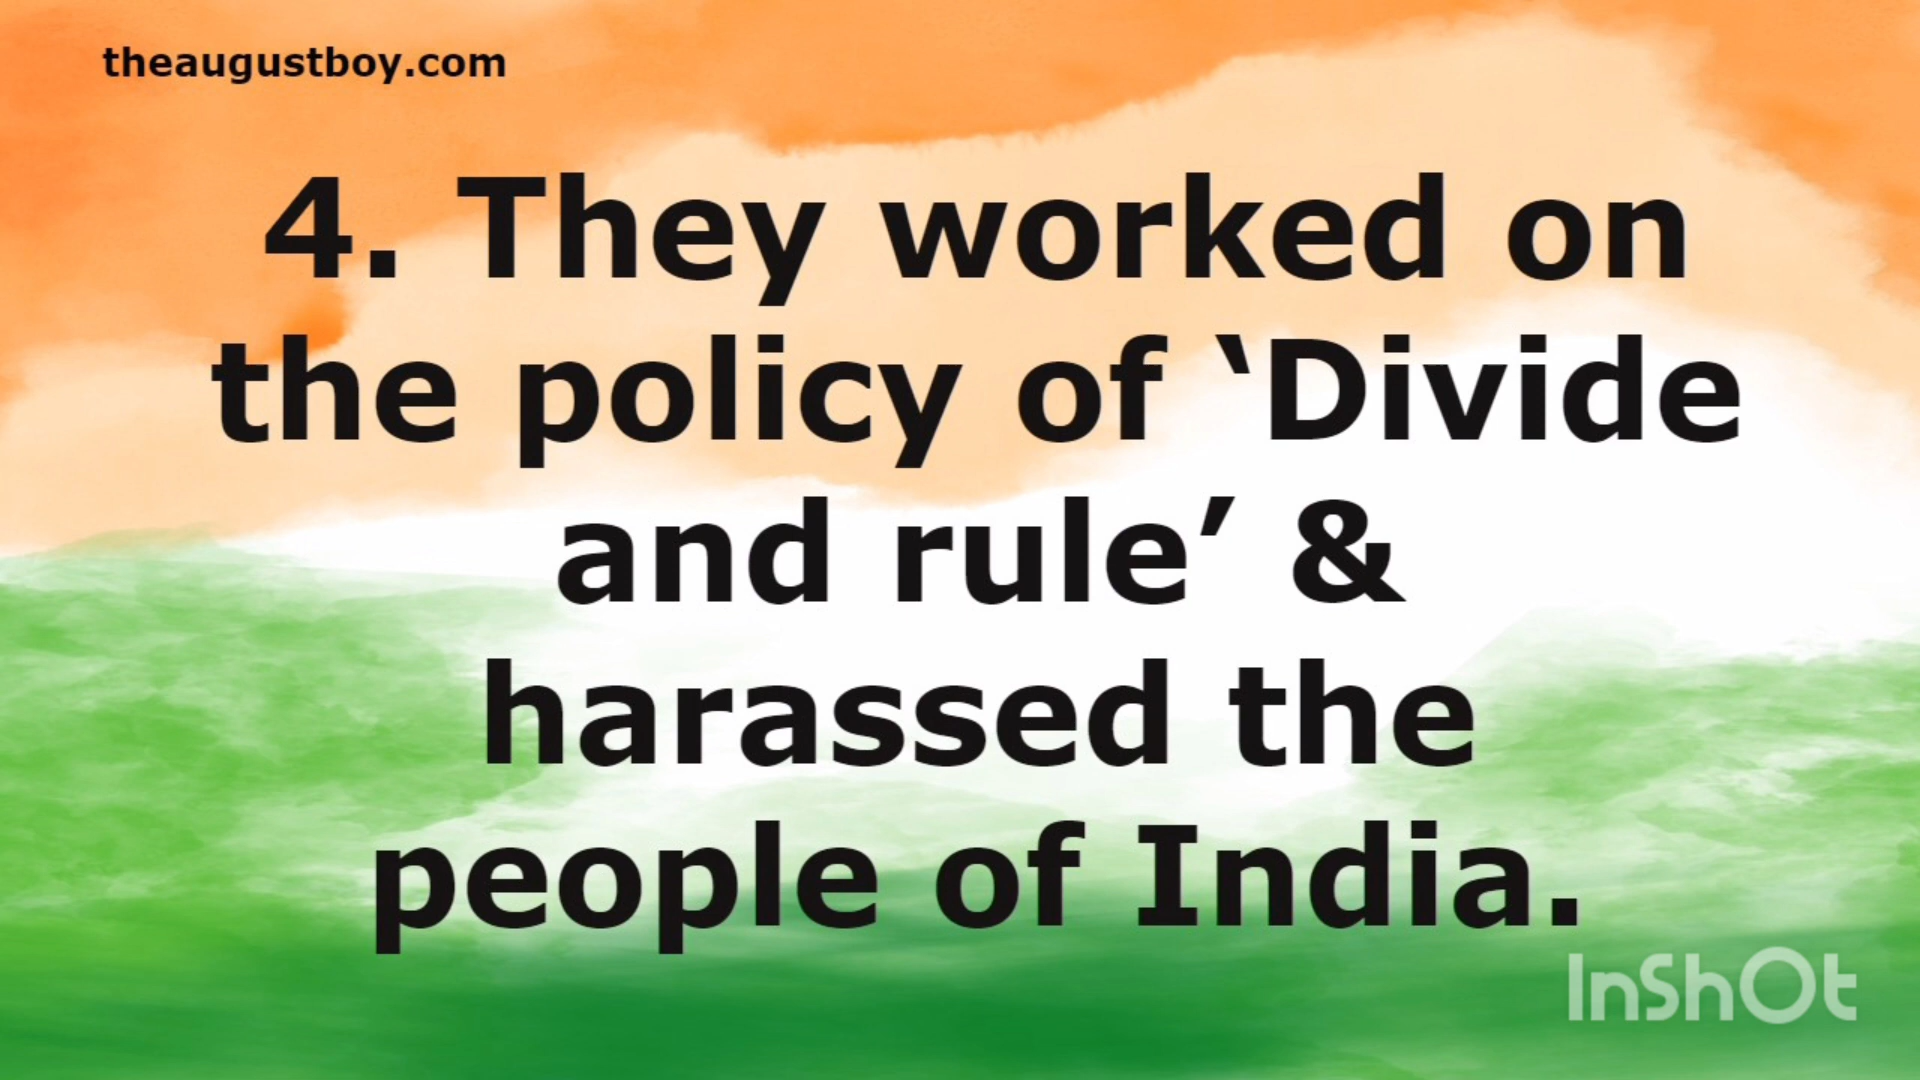 theaugustboy.com
4. They worked on
the policy of ‘Divide
and rule’ &
harassed the
people of India.
InShOt